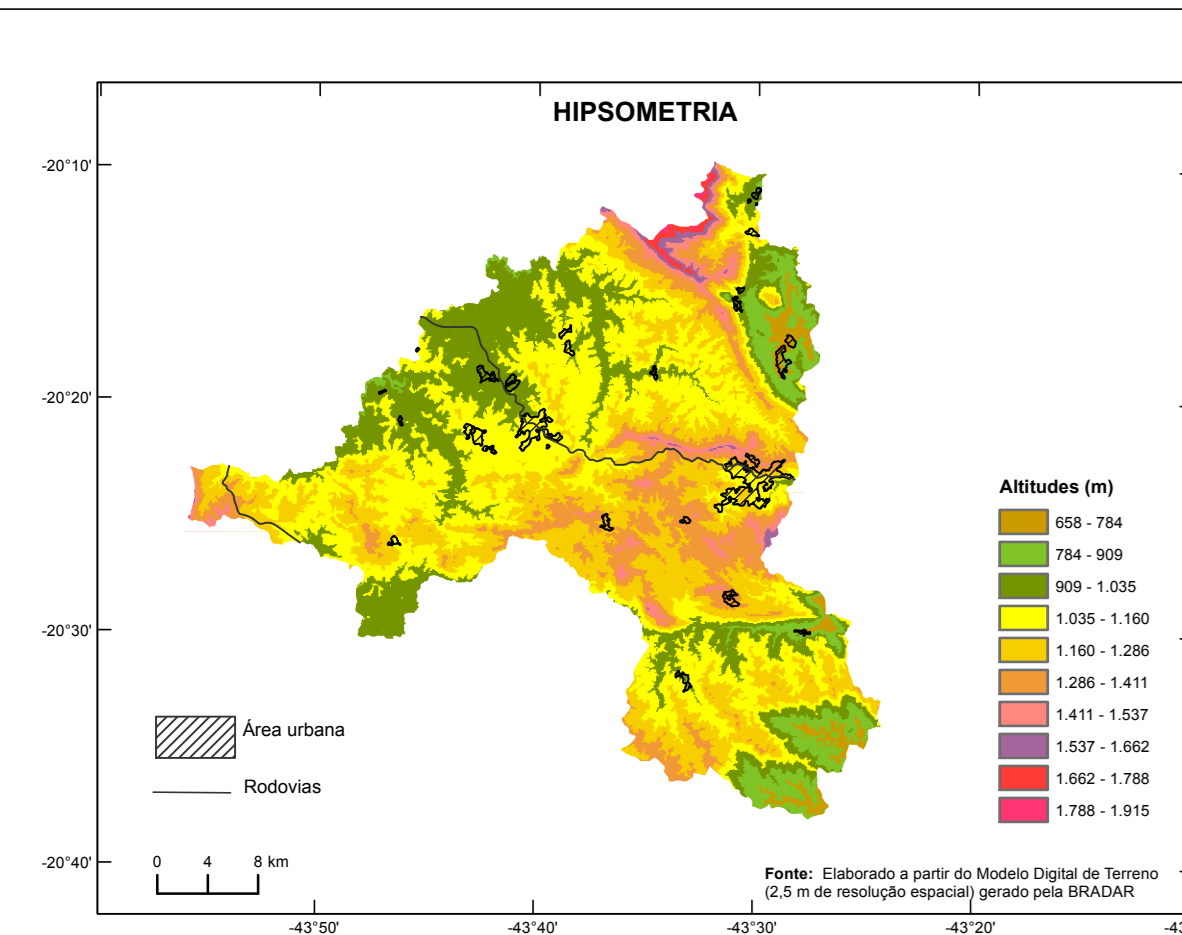 HIPSOMETRIA
-20°10'
-20°20'
-20°30'
-20°40'
Altitudes (m)
658 - 784
784 - 909
909 - 1.035
1.035 - 1.160
1.160 - 1.286
1.286 - 1.411
1.411 - 1.537
1.537 - 1.662
1.662 - 1.788
1.788 - 1.915
Área urbana
Rodovias
0 4 8 km
Fonte: Elaborado a partir do Modelo Digital de Terreno
(2,5 m de resolução espacial) gerado pela BRADAR
-43°50' -43°40' -43°30' -43°20' -43